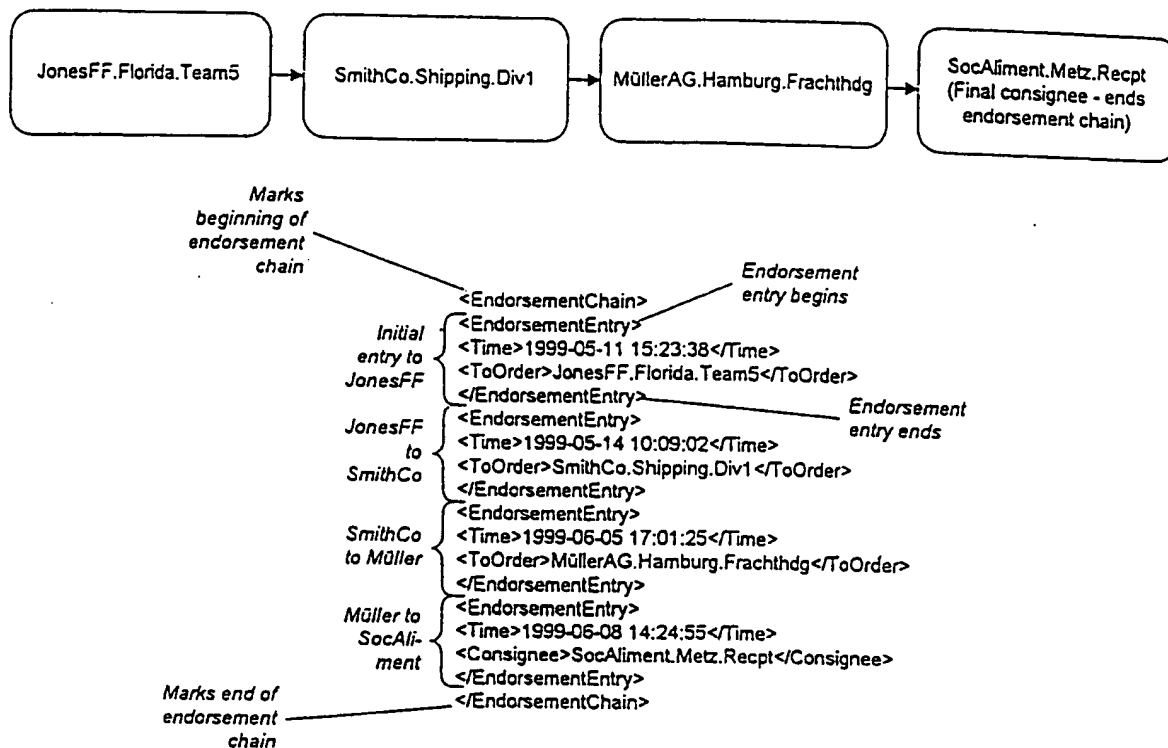 JonesFF.Florida.Team5
SmithCo.Shipping.Div1
MüllerAG.Hamburg.Frachthdg
SocAliment.Metz.Recpt
(Final consignee - ends
endorsement chain)
Marks
beginning of
endorsement
chain
Endorsement
entry begins
<EndorsementChain>
Initial
entry to
JonesFF
<EndorsementEntry>
<Time>1999-05-11 15:23:38</Time>
<ToOrder>JonesFF.Florida.Team5</ToOrder>
</EndorsementEntry>
Endorsement
entry ends
JonesFF
to
SmithCo
<EndorsementEntry>
<Time>1999-05-14 10:09:02</Time>
<ToOrder>SmithCo.Shipping.Div1</ToOrder>
</EndorsementEntry>
SmithCo
to Müller
<EndorsementEntry>
<Time>1999-06-05 17:01:25</Time>
<ToOrder>MüllerAG.Hamburg.Frachthdg</ToOrder>
</EndorsementEntry>
Müller to
SocAli-
ment
<EndorsementEntry>
<Time>1999-06-08 14:24:55</Time>
<Consignee>SocAliment.Metz.Recpt</Consignee>
</EndorsementEntry>
Marks end of
endorsement
chain
</EndorsementChain>